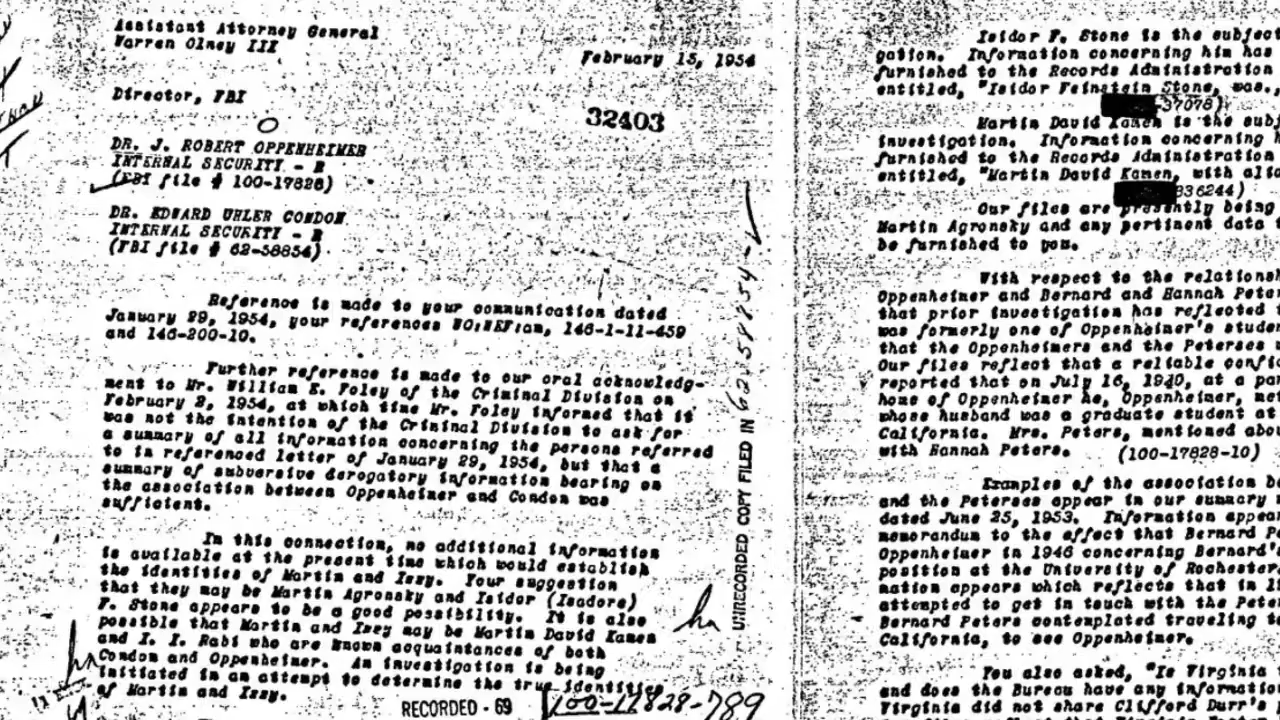 Assistant Attorney General
Warren Olney III
February 15, 1954
Director, FBI
32403
DR. J. ROBERT OPPENHEIMER
INTERNAL SECURITY - R
(FBI file # 100-17828)
DR. EDWARD UHLER CONDON
INTERNAL SECURITY - R
(FBI file # 62-58854)
Reference is made to your communication dated
January 29, 1954, your references 146-1-11-459
and 146-200-10.
Further reference is made to our oral acknowledg-
ment to Mr. William E. Foley of the Criminal Division on
February 8, 1954, at which time Mr. Foley informed that it
was not the intention of the Criminal Division to ask for
a summary of all information concerning the persons referred
to in referenced letter of January 29, 1954, but that a
summary of subversive derogatory information bearing on
the association between Oppenheimer and Condon was
sufficient.
In this connection, no additional information
is available at the present time which would establish
the identities of Martin and Izzy. Your suggestion
that they may be Martin Agronsky and Isidor (Isadore)
F. Stone appears to be a good possibility. It is also
possible that Martin and Izzy may be Martin David Kamen
and I. I. Rabi who are known acquaintances of both
Condon and Oppenheimer. An investigation is being
initiated in an attempt to determine the true identities
of Martin and Izzy.
RECORDED - 69
100-17828-789
UNRECORDED COPY FILED IN 62-58854-
Isidor F. Stone is the subject
gation. Information concerning him has
furnished to the Records Administration
entitled, "Isidor Feinstein Stone, was.,
37078)
Martin David Kamen is the subj
investigation. Information concerning h
furnished to the Records Administration
entitled, "Martin David Kamen, with alia
836244)
Our files are presently being
Martin Agronsky and any pertinent data
be furnished to you.
With respect to the relations
Oppenheimer and Bernard and Hannah Peter
that prior investigation has reflected
was formerly one of Oppenheimer's studen
that the Oppenheimers and the Peterses
Our files reflect that a reliable confid
reported that on July 16, 1940, at a pa
home of Oppenheimer he, Oppenheimer, met
whose husband was a graduate student at
California. Mrs. Peters, mentioned abo
with Hannah Peters. (100-17828-10)
Examples of the association be
and the Peterses appear in our summary
dated June 25, 1953. Information appear
memorandum to the effect that Bernard Pe
Oppenheimer in 1946 concerning Bernard'
position at the University of Rochester.
mation appears which reflects that in 1
attempted to get in touch with the Pete
Bernard Peters contemplated traveling t
California, to see Oppenheimer.
You also asked, "Is Virginia
and does the Bureau have any information
Virginia did not share Clifford Durr's